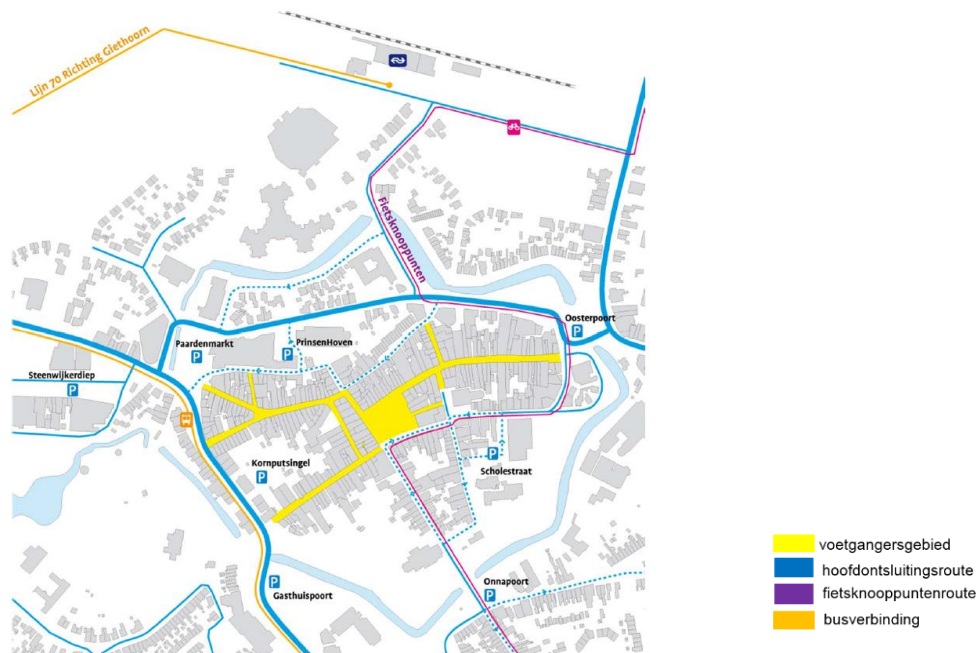 Lijn 70 Richting Giethoorn
Fietsknooppunten
Oosterpoort
P
Paardenmarkt
P
PrinsenHoven
P
Steenwijkerdiep
P
Kornputsingel
P
P
Scholestraat
P
Gasthuispoort
Onnapoort
P
voetgangersgebied
hoofdontsluitingsroute
fietsknooppuntenroute
busverbinding